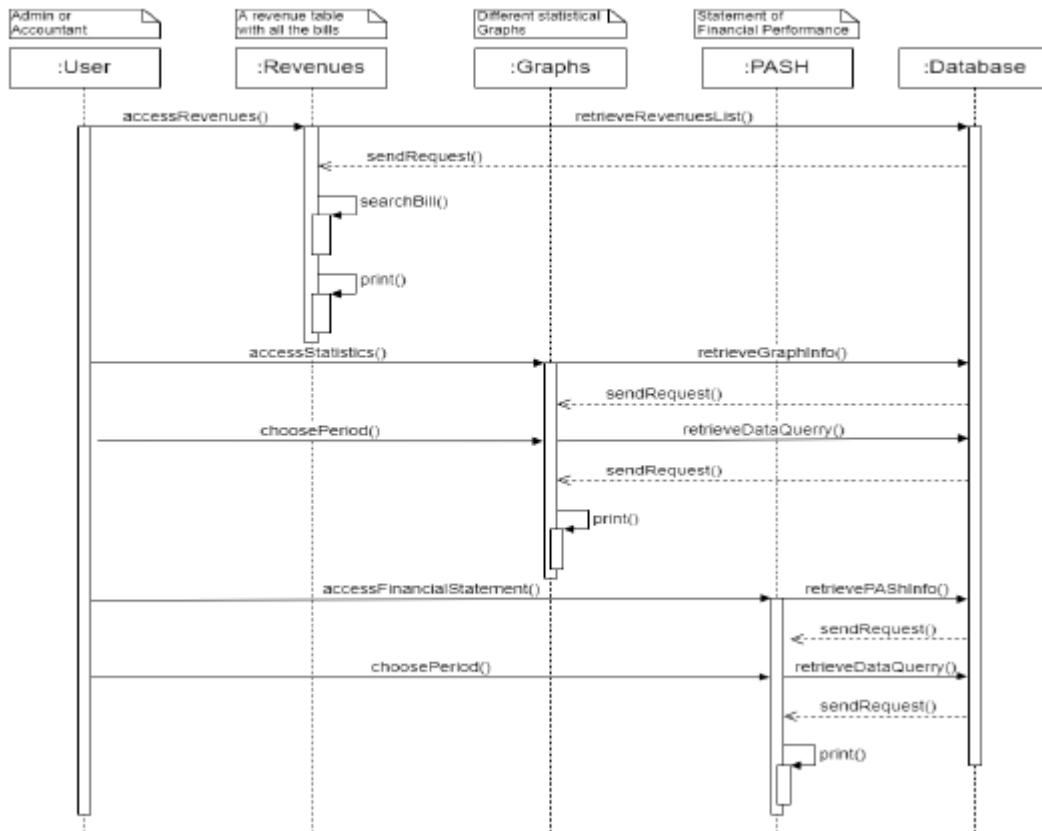 Admin or
Accountant
A revenue table
with all the bills
Different statistical
Graphs
Statement of
Financial Performance
:User
:Revenues
:Graphs
:PASH
:Database
accessRevenues()
retrieveRevenuesList()
sendRequest()
searchBill()
print()
accessStatistics()
retrieveGraphInfo()
sendRequest()
choosePeriod()
retrieveDataQuerry()
sendRequest()
print()
accessFinancialStatement()
retrievePAShInfo()
sendRequest()
choosePeriod()
retrieveDataQuerry()
sendRequest()
print()